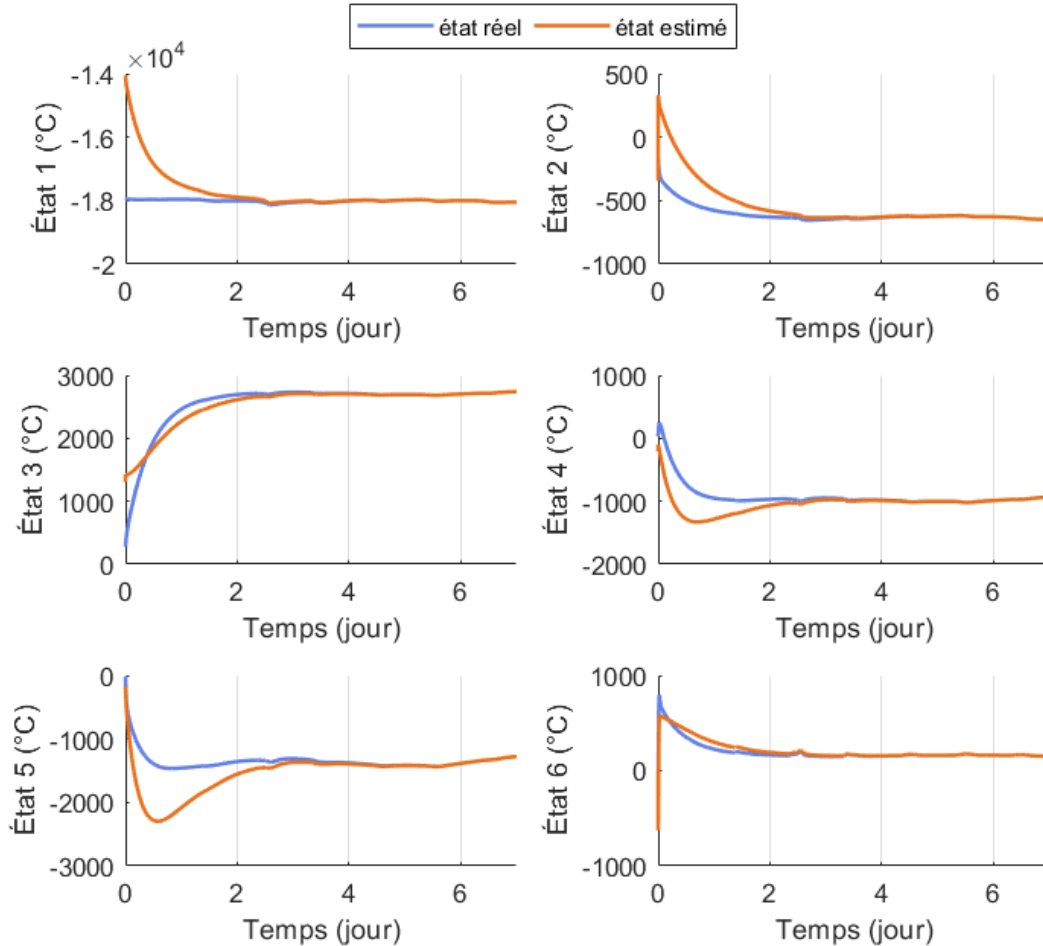 état réel état estimé
×10⁴
-1.4
-1.6
-1.8
-2
État 1 (°C)
0 2 4 6
Temps (jour)
500
0
-500
-1000
État 2 (°C)
0 2 4 6
Temps (jour)
3000
2000
1000
0
État 3 (°C)
0 2 4 6
Temps (jour)
1000
0
-1000
-2000
État 4 (°C)
0 2 4 6
Temps (jour)
0
-1000
-2000
-3000
État 5 (°C)
0 2 4 6
Temps (jour)
1000
0
-1000
État 6 (°C)
0 2 4 6
Temps (jour)